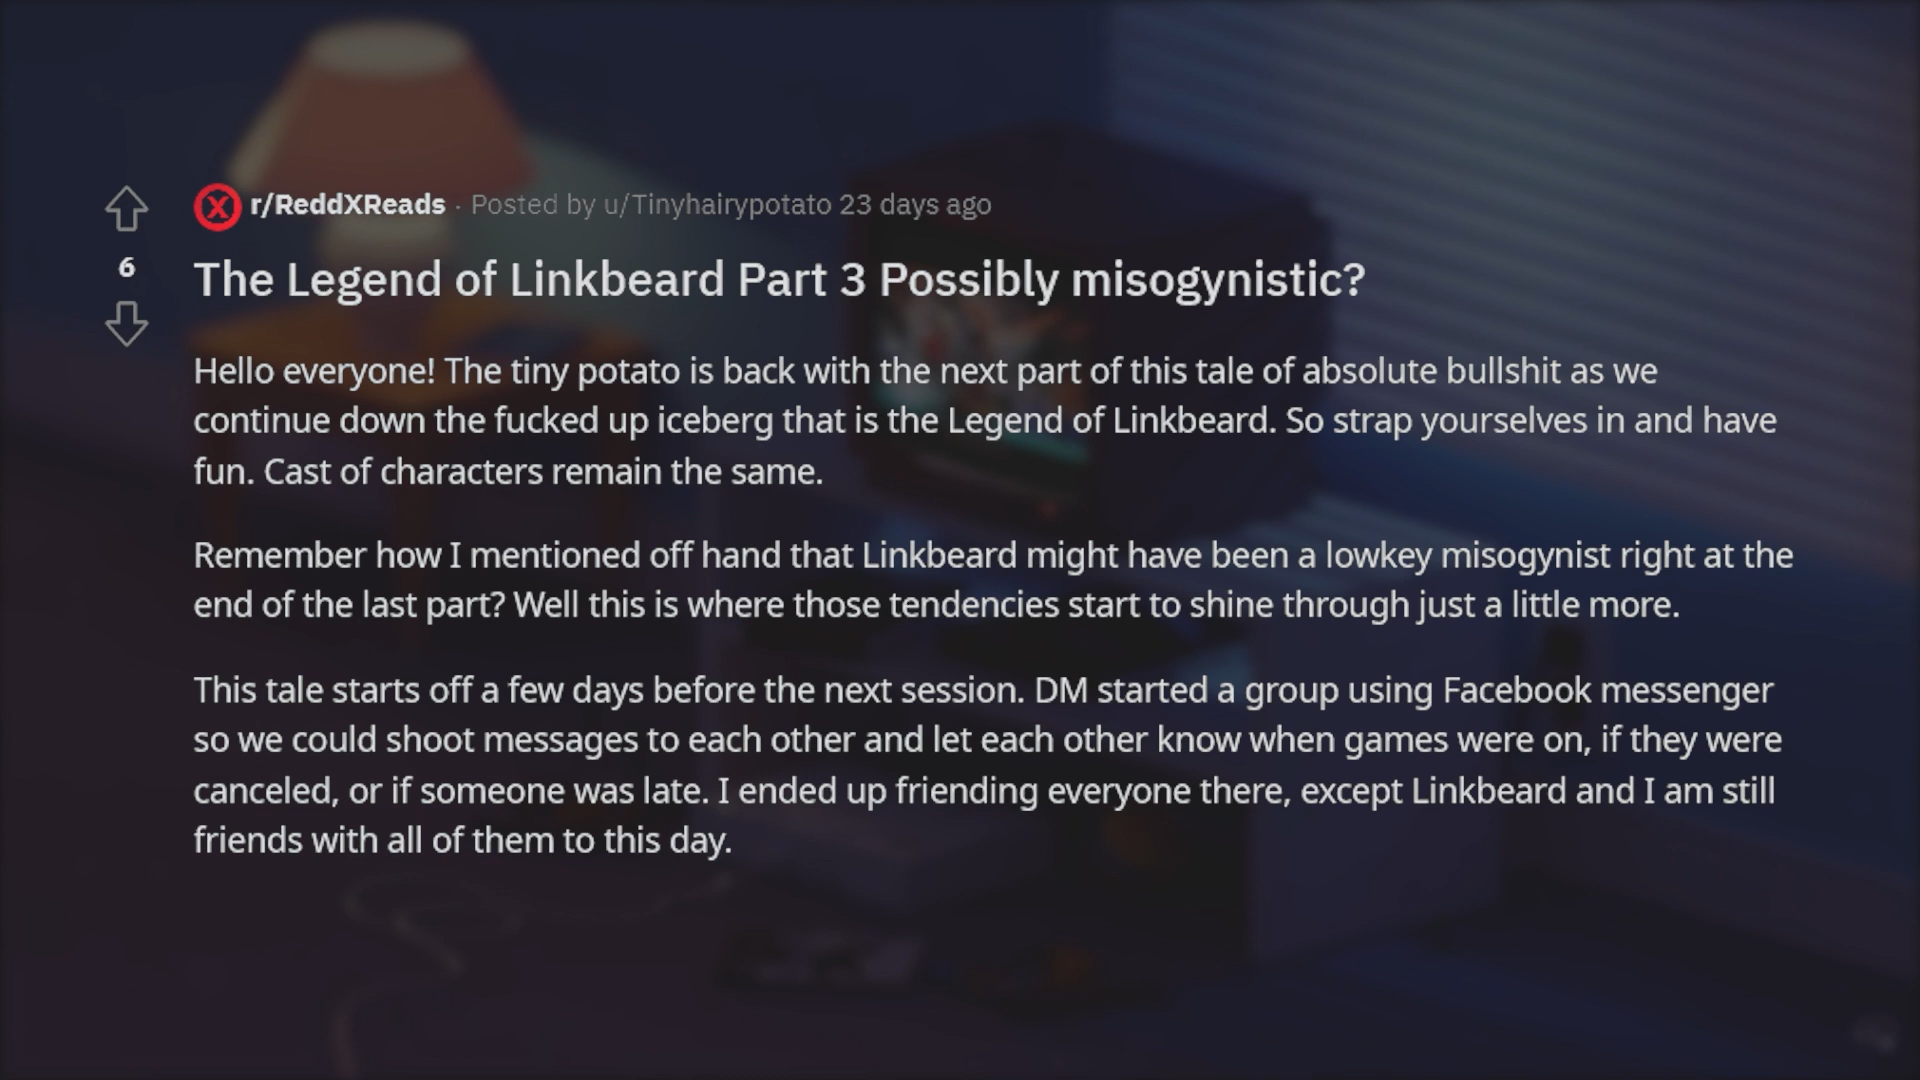 r/ReddXReads · Posted by u/Tinyhairypotato 23 days ago
6
The Legend of Linkbeard Part 3 Possibly misogynistic?
Hello everyone! The tiny potato is back with the next part of this tale of absolute bullshit as we
continue down the fucked up iceberg that is the Legend of Linkbeard. So strap yourselves in and have
fun. Cast of characters remain the same.
Remember how I mentioned off hand that Linkbeard might have been a lowkey misogynist right at the
end of the last part? Well this is where those tendencies start to shine through just a little more.
This tale starts off a few days before the next session. DM started a group using Facebook messenger
so we could shoot messages to each other and let each other know when games were on, if they were
canceled, or if someone was late. I ended up friending everyone there, except Linkbeard and I am still
friends with all of them to this day.